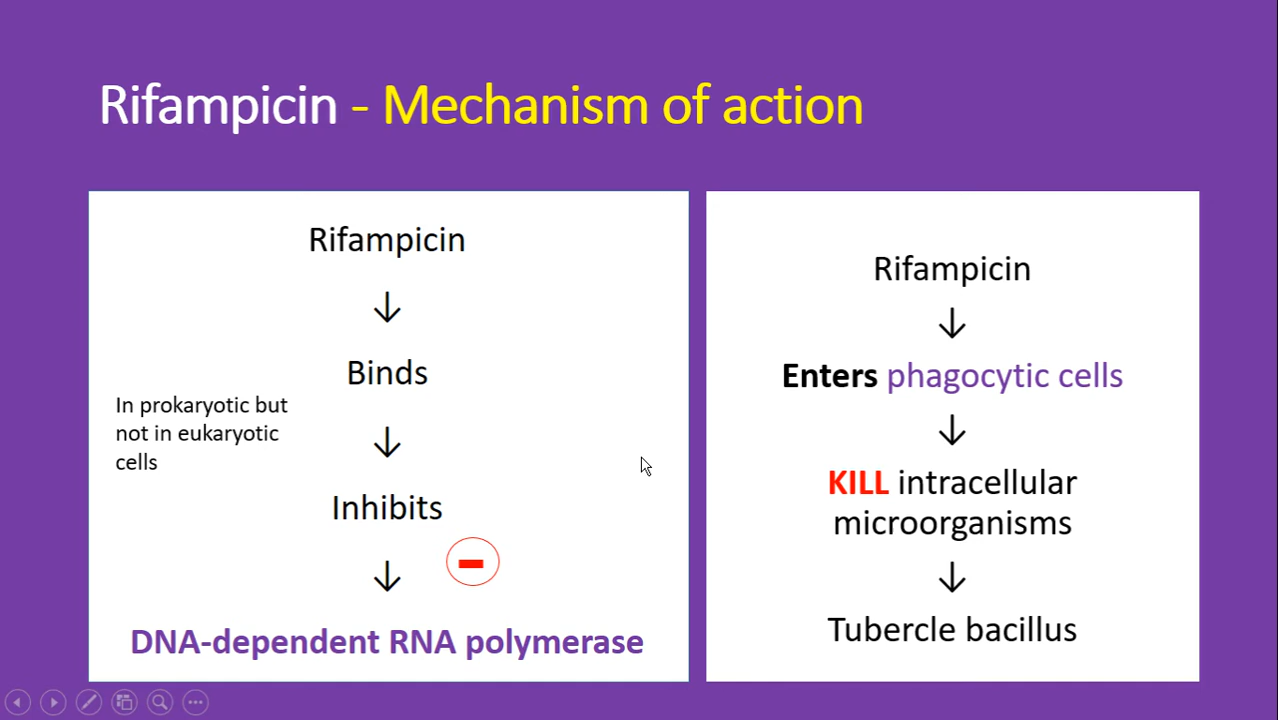 Rifampicin - Mechanism of action
Rifampicin
↓
Binds
In prokaryotic but
not in eukaryotic
cells
↓
Inhibits
↓
DNA-dependent RNA polymerase
Rifampicin
↓
Enters phagocytic cells
↓
KILL intracellular
microorganisms
↓
Tubercle bacillus